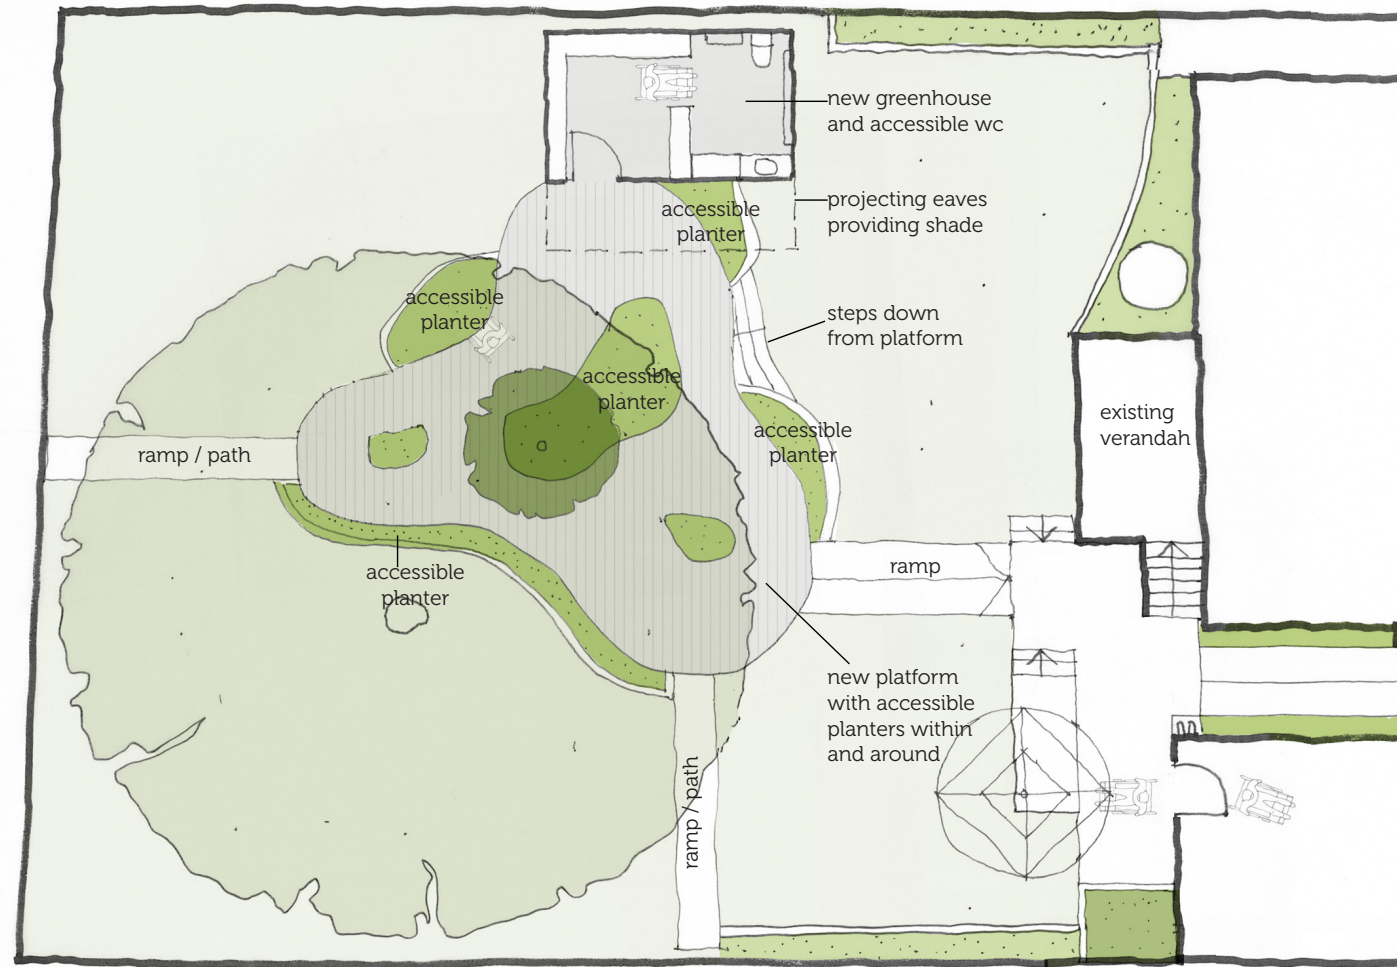 new greenhouse
and accessible wc
accessible
planter
projecting eaves
providing shade
accessible
planter
steps down
from platform
accessible
planter
accessible
planter
existing
verandah
ramp / path
accessible
planter
ramp
new platform
with accessible
planters within
and around
ramp / path